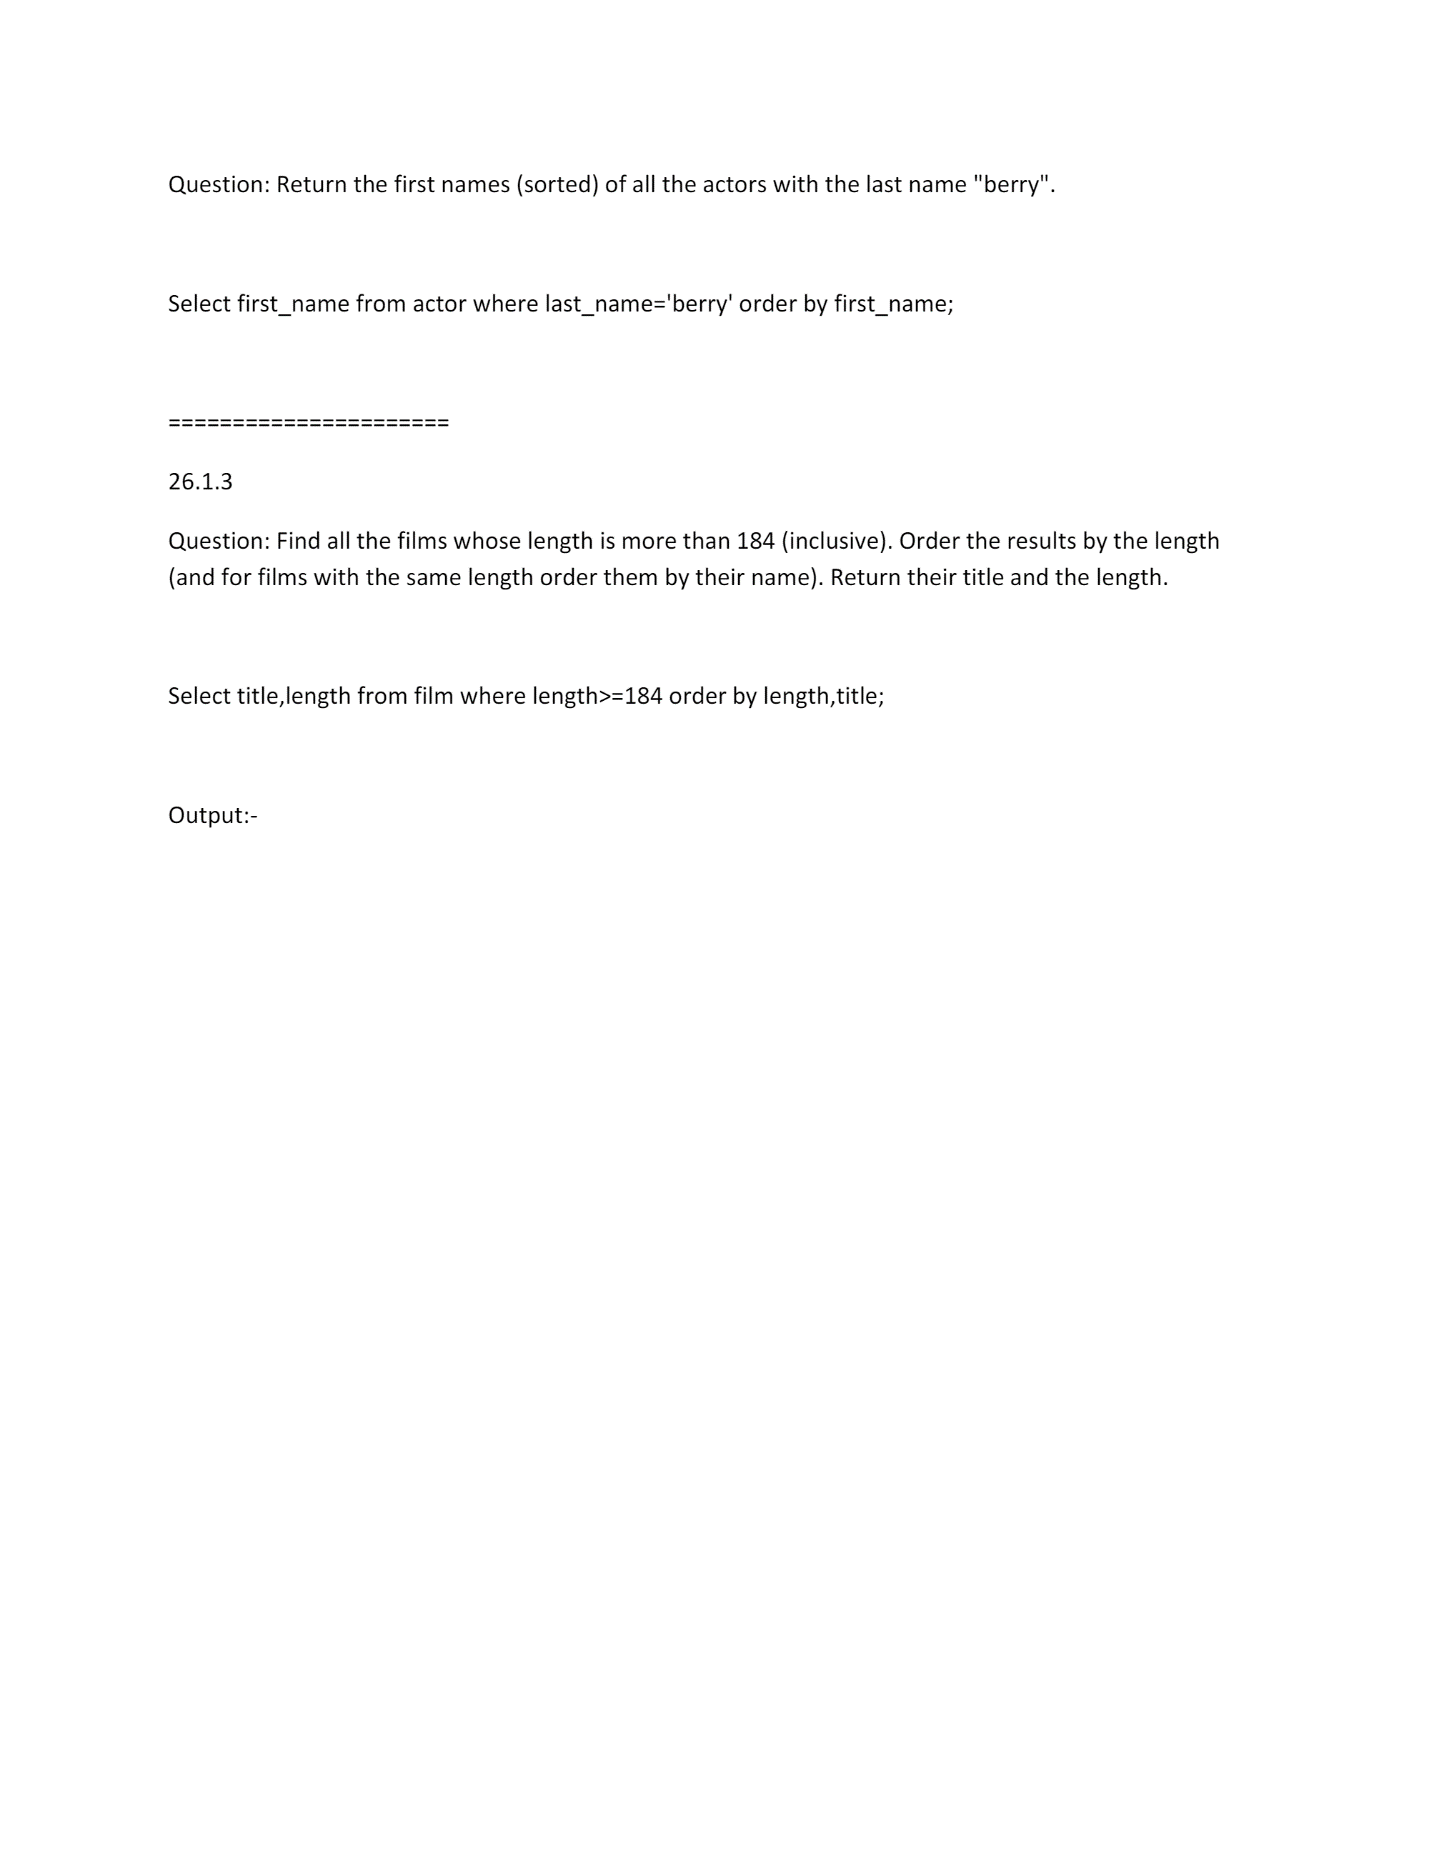 Question: Return the first names (sorted) of all the actors with the last name "berry".
Select first_name from actor where last_name='berry' order by first_name;
======================
26.1.3
Question: Find all the films whose length is more than 184 (inclusive). Order the results by the length
(and for films with the same length order them by their name). Return their title and the length.
Select title,length from film where length>=184 order by length,title;
Output:-